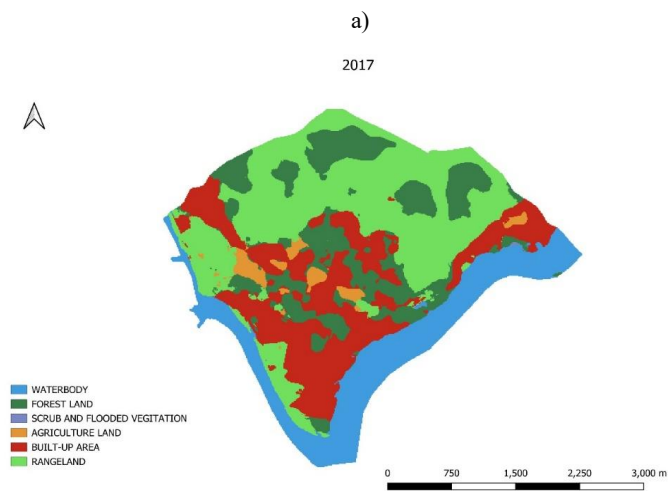 a)
2017
WATERBODY
FOREST LAND
SCRUB AND FLOODED VEGITATION
AGRICULTURE LAND
BUILT-UP AREA
RANGELAND
0 750 1,500 2,250 3,000 m